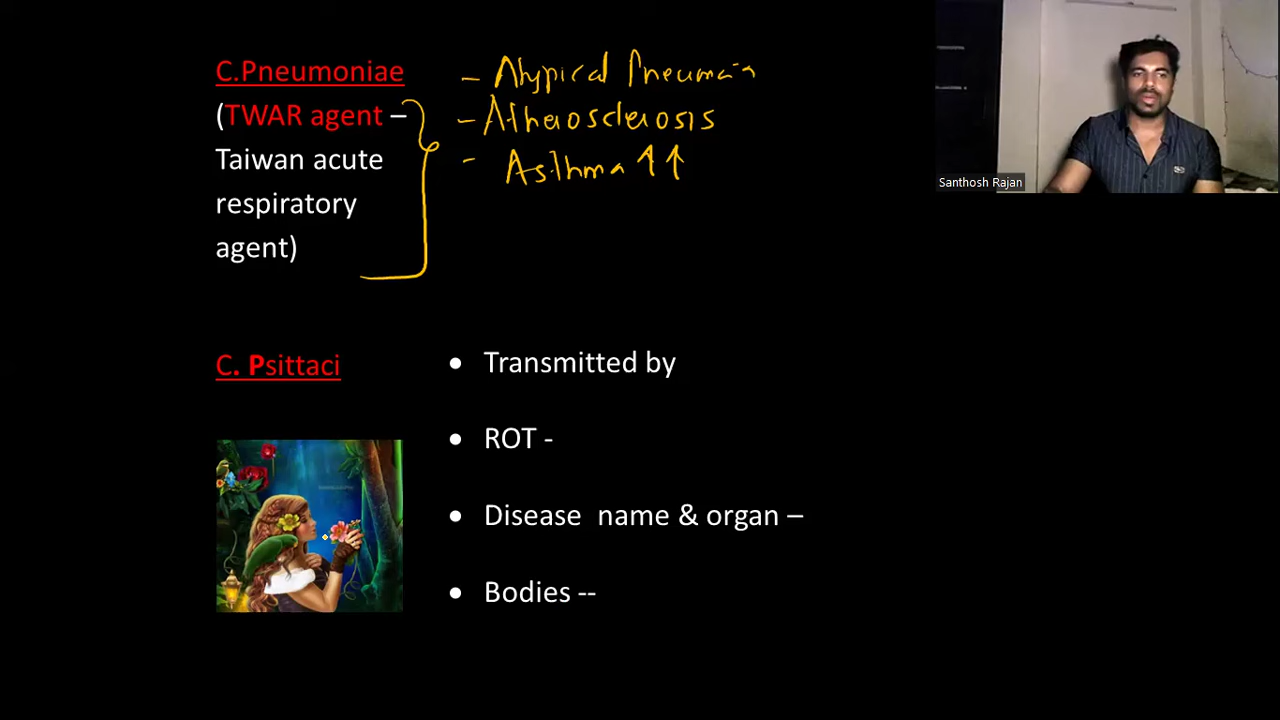 C.Pneumoniae
(TWAR agent –
Taiwan acute
respiratory
agent)
– Atypical Pneumonia
– Atherosclerosis
– Asthma ↑↑
Santhosh Rajan
C. Psittaci
• Transmitted by
• ROT -
• Disease name & organ –
• Bodies --